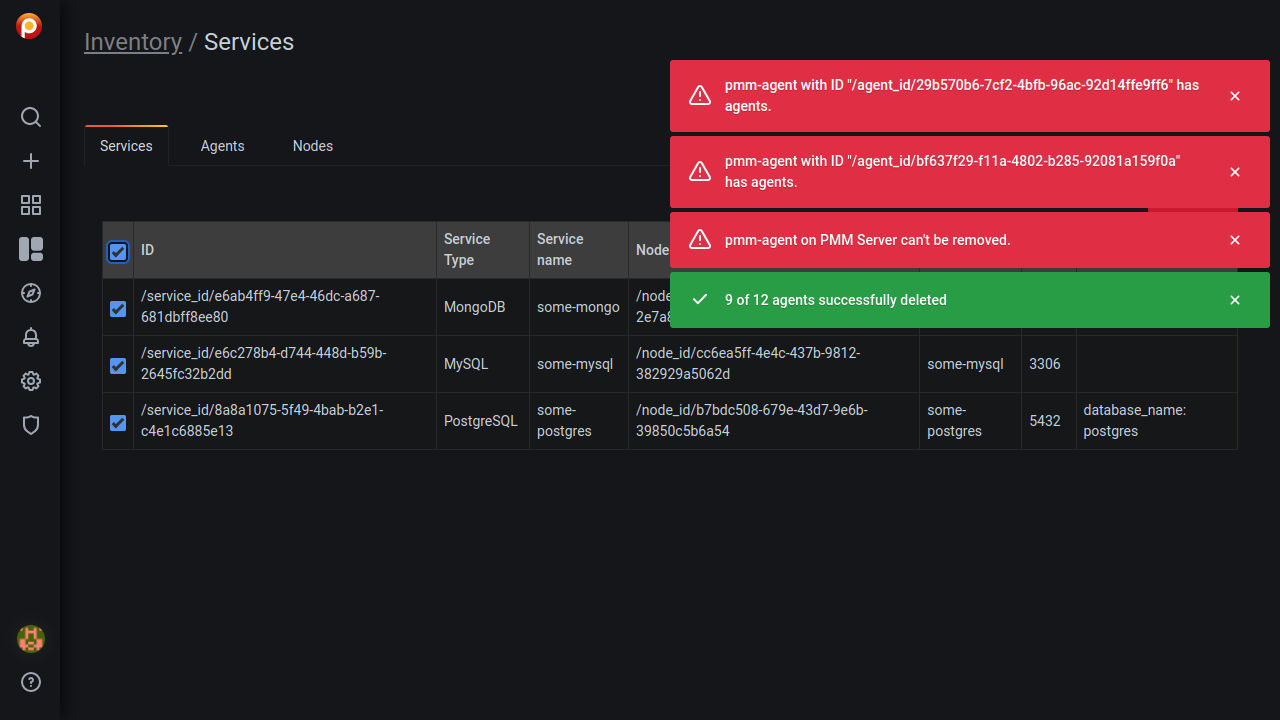 Inventory / Services
pmm-agent with ID "/agent_id/29b570b6-7cf2-4bfb-96ac-92d14ffe9ff6" has
agents.
pmm-agent with ID "/agent_id/bf637f29-f11a-4802-b285-92081a159f0a"
has agents.
pmm-agent on PMM Server can't be removed.
9 of 12 agents successfully deleted
Services
Agents
Nodes
ID
Service
Type
Service
name
Node
/service_id/e6ab4ff9-47e4-46dc-a687-
681dbff8ee80
MongoDB
some-mongo
/node
2e7a8
/service_id/e6c278b4-d744-448d-b59b-
2645fc32b2dd
MySQL
some-mysql
/node_id/cc6ea5ff-4e4c-437b-9812-
382929a5062d
some-mysql
3306
/service_id/8a8a1075-5f49-4bab-b2e1-
c4e1c6885e13
PostgreSQL
some-
postgres
/node_id/b7bdc508-679e-43d7-9e6b-
39850c5b6a54
some-
postgres
5432
database_name:
postgres